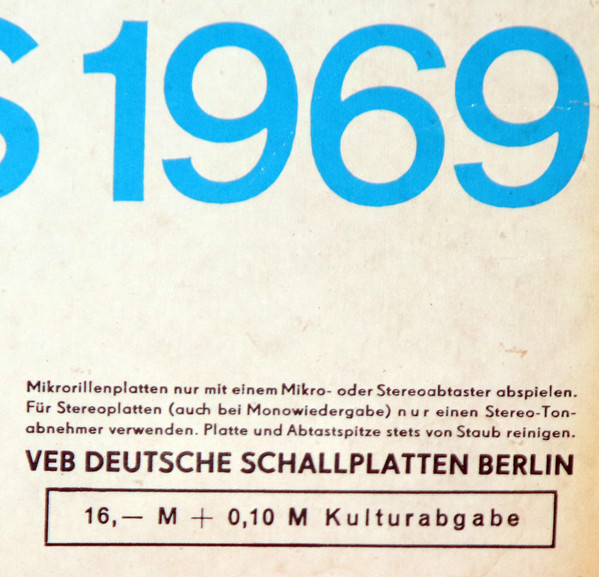 S 1969
Mikrorillenplatten nur mit einem Mikro- oder Stereoabtaster abspielen.
Für Stereoplatten (auch bei Monowiedergabe) nur einen Stereo-Ton-
abnehmer verwenden. Platte und Abtastspitze stets von Staub reinigen.
VEB DEUTSCHE SCHALLPLATTEN BERLIN
16,— M + 0,10 M Kulturabgabe